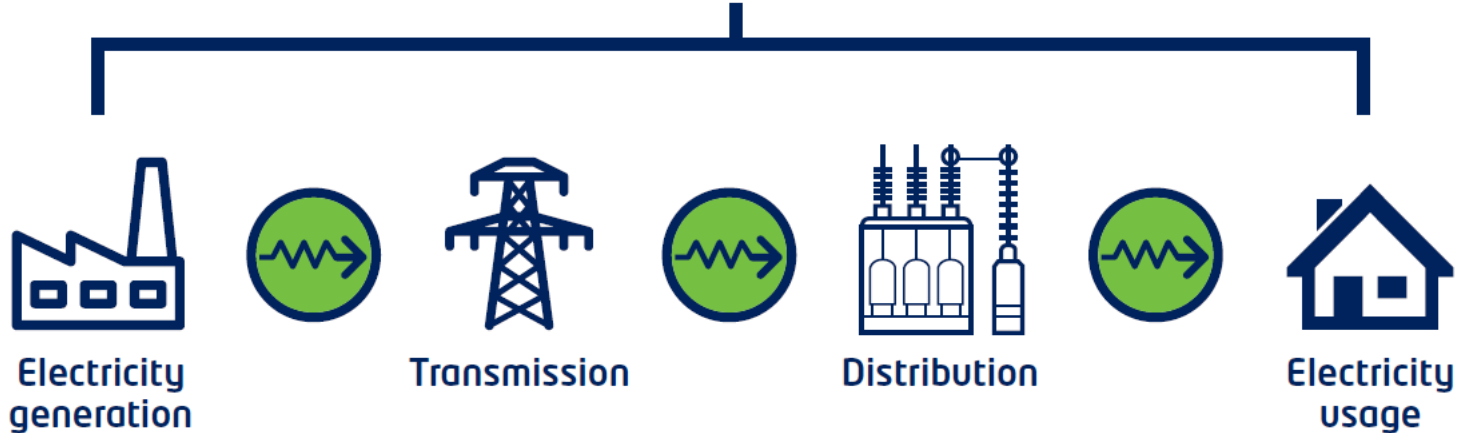 Electricity
generation
Transmission
Distribution
Electricity
usage